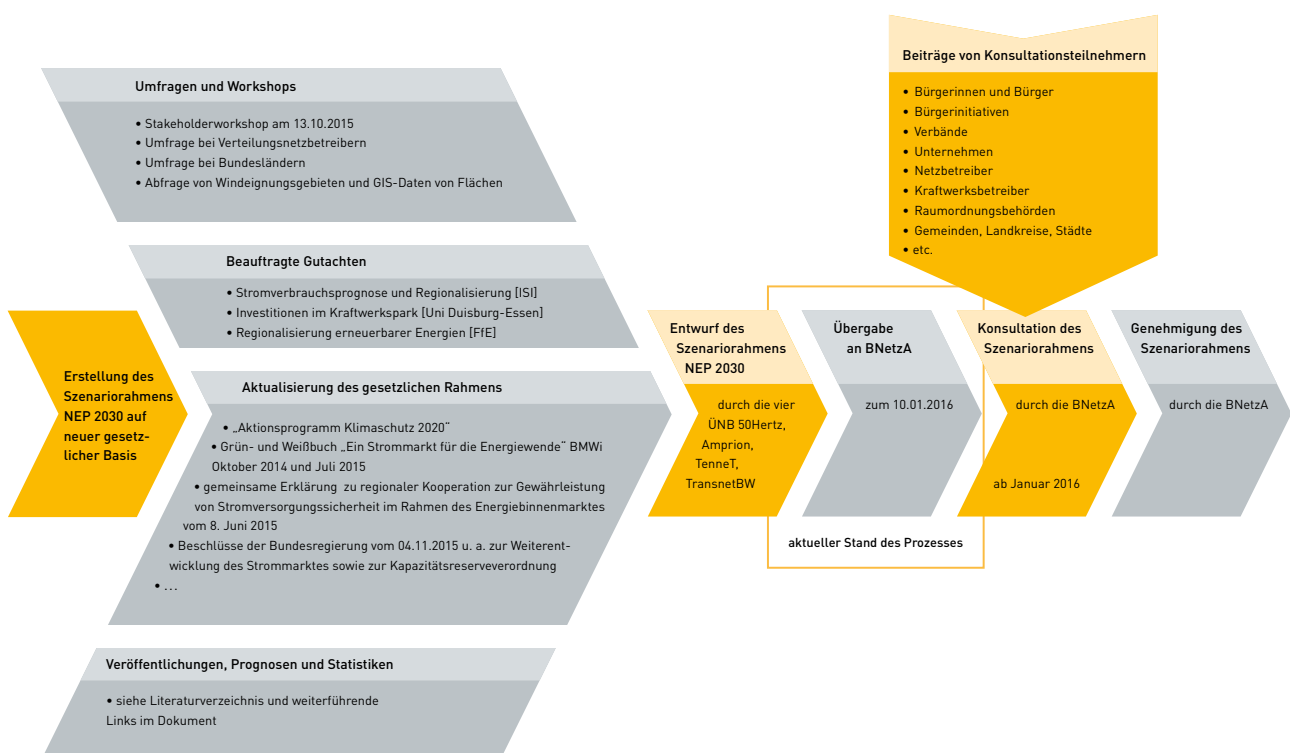 Erstellung des
Szenariorahmens
NEP 2030 auf
neuer gesetz-
licher Basis
Umfragen und Workshops
• Stakeholderworkshop am 13.10.2015
• Umfrage bei Verteilungsnetzbetreibern
• Umfrage bei Bundesländern
• Abfrage von Windeignungsgebieten und GIS-Daten von Flächen
Beauftragte Gutachten
• Stromverbrauchsprognose und Regionalisierung [ISI]
• Investitionen im Kraftwerkspark [Uni Duisburg-Essen]
• Regionalisierung erneuerbarer Energien [FfE]
Aktualisierung des gesetzlichen Rahmens
• „Aktionsprogramm Klimaschutz 2020“
• Grün- und Weißbuch „Ein Strommarkt für die Energiewende“ BMWi
Oktober 2014 und Juli 2015
• gemeinsame Erklärung zu regionaler Kooperation zur Gewährleistung
von Stromversorgungssicherheit im Rahmen des Energiebinnenmarktes
vom 8. Juni 2015
• Beschlüsse der Bundesregierung vom 04.11.2015 u. a. zur Weiterent-
wicklung des Strommarktes sowie zur Kapazitätsreserveverordnung
• ...
Veröffentlichungen, Prognosen und Statistiken
• siehe Literaturverzeichnis und weiterführende
Links im Dokument
Entwurf des
Szenariorahmens
NEP 2030
durch die vier
ÜNB 50Hertz,
Amprion,
TenneT,
TransnetBW
Übergabe
an BNetzA
zum 10.01.2016
aktueller Stand des Prozesses
Beiträge von Konsultationsteilnehmern
• Bürgerinnen und Bürger
• Bürgerinitiativen
• Verbände
• Unternehmen
• Netzbetreiber
• Kraftwerksbetreiber
• Raumordnungsbehörden
• Gemeinden, Landkreise, Städte
• etc.
Konsultation des
Szenariorahmens
durch die BNetzA
ab Januar 2016
Genehmigung des
Szenariorahmens
durch die BNetzA